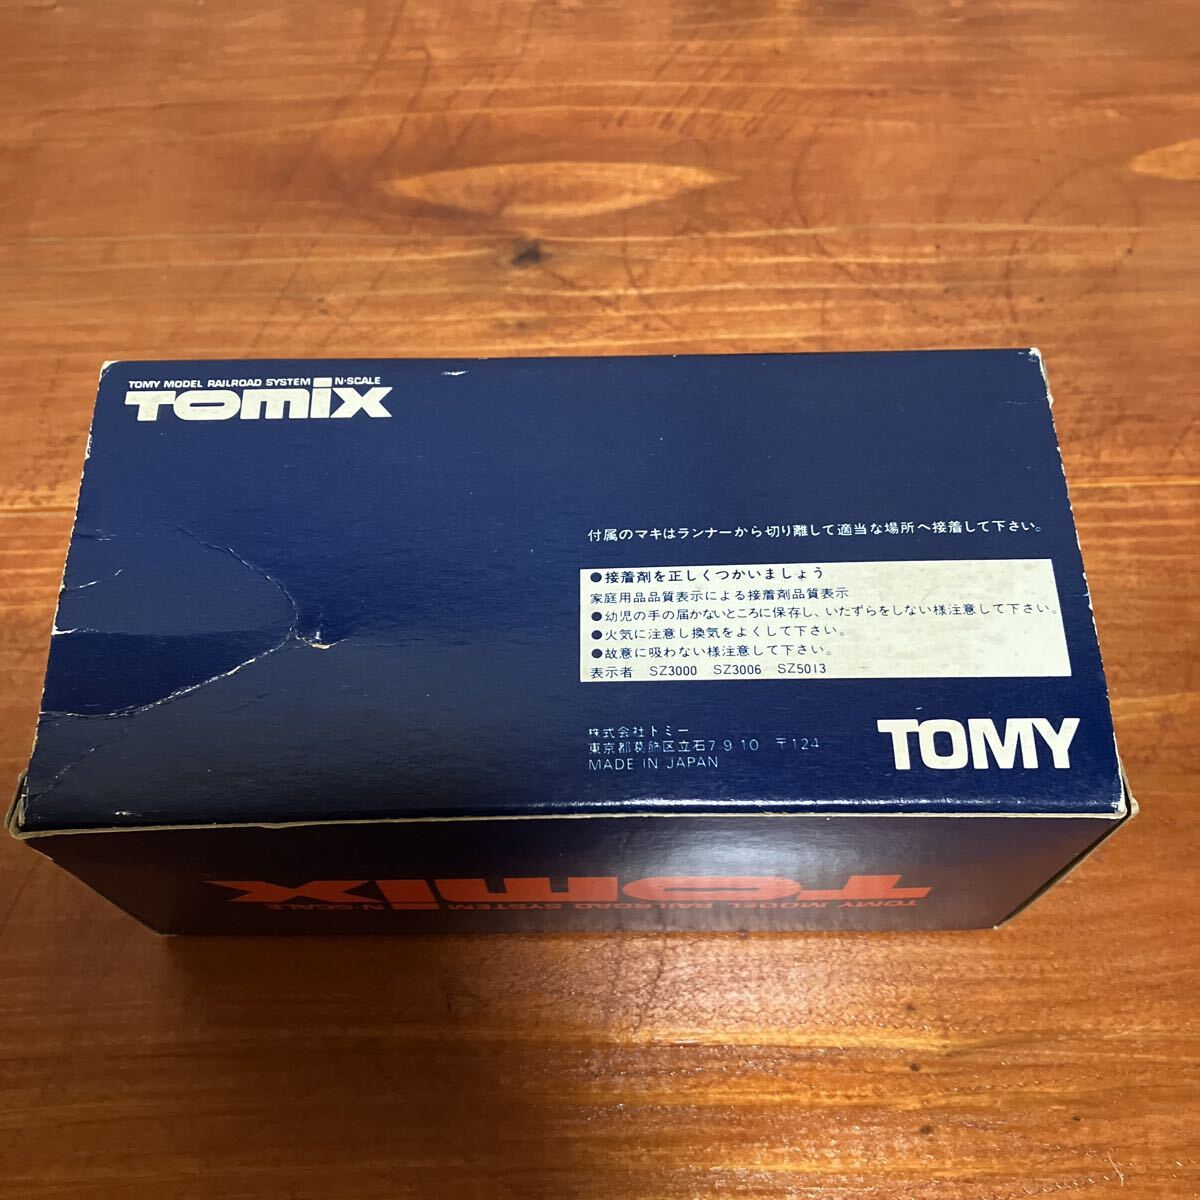 TOMY MODEL RAILROAD SYSTEM N·SCALE
TOMIX
付属のマキはランナーから切り離して適当な場所へ接着して下さい。
●接着剤を正しくつかいましょう
家庭用品品質表示による接着剤品質表示
●幼児の手の届かないところに保存し、いたずらをしない様注意して下さい。
●火気に注意し換気をよくして下さい。
●故意に吸わない様注意して下さい。
表示者 SZ3000 SZ3006 SZ5013
株式会社トミー
東京都葛飾区立石7-9-10 〒124
MADE IN JAPAN
TOMY
TOMIX
TOMY MODEL RAILROAD SYSTEM N·SCALE